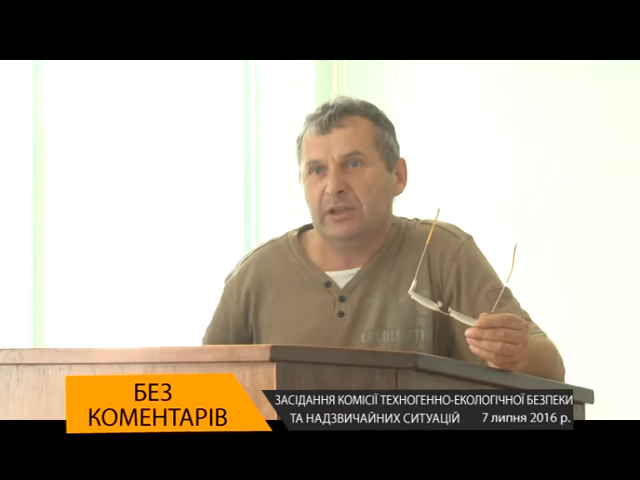 БЕЗ
КОМЕНТАРІВ
ЗАСІДАННЯ КОМІСІЇ ТЕХНОГЕННО-ЕКОЛОГІЧНОЇ БЕЗПЕКИ
ТА НАДЗВИЧАЙНИХ СИТУАЦІЙ 7 липня 2016 р.